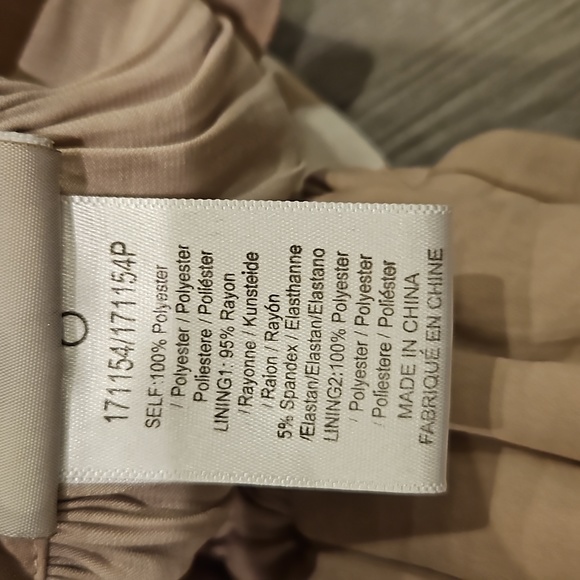 171154/171154P
SELF:100% Polyester
/ Polyester / Polyester
Poliestere / Poliéster
LINING1: 95% Rayon
/ Rayonne / Kunsteide
/ Raion / Rayón
5% Spandex / Elasthanne
/Elastan/Elastan/Elastano
LINING2:100% Polyester
/ Polyester / Polyester
/ Poliestere / Poliéster
MADE IN CHINA
FABRIQUÉ EN CHINE